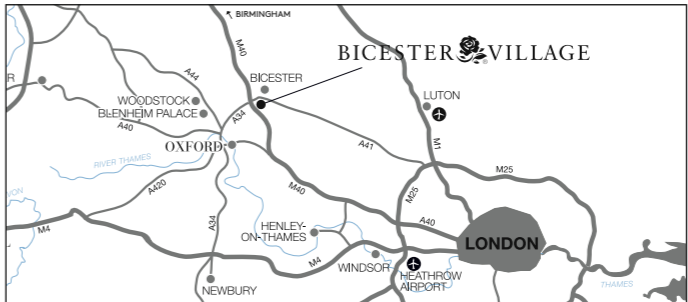 BIRMINGHAM
M40
BICESTER VILLAGE
A44
BICESTER
R
WOODSTOCK
BLENHEIM PALACE
LUTON
A34
A40
OXFORD
A41
M1
RIVER THAMES
M25
A420
M40
M25
VON
A34
A40
M4
HENLEY-
ON-THAMES
LONDON
M4
WINDSOR
HEATHROW
AIRPORT
NEWBURY
THAMES